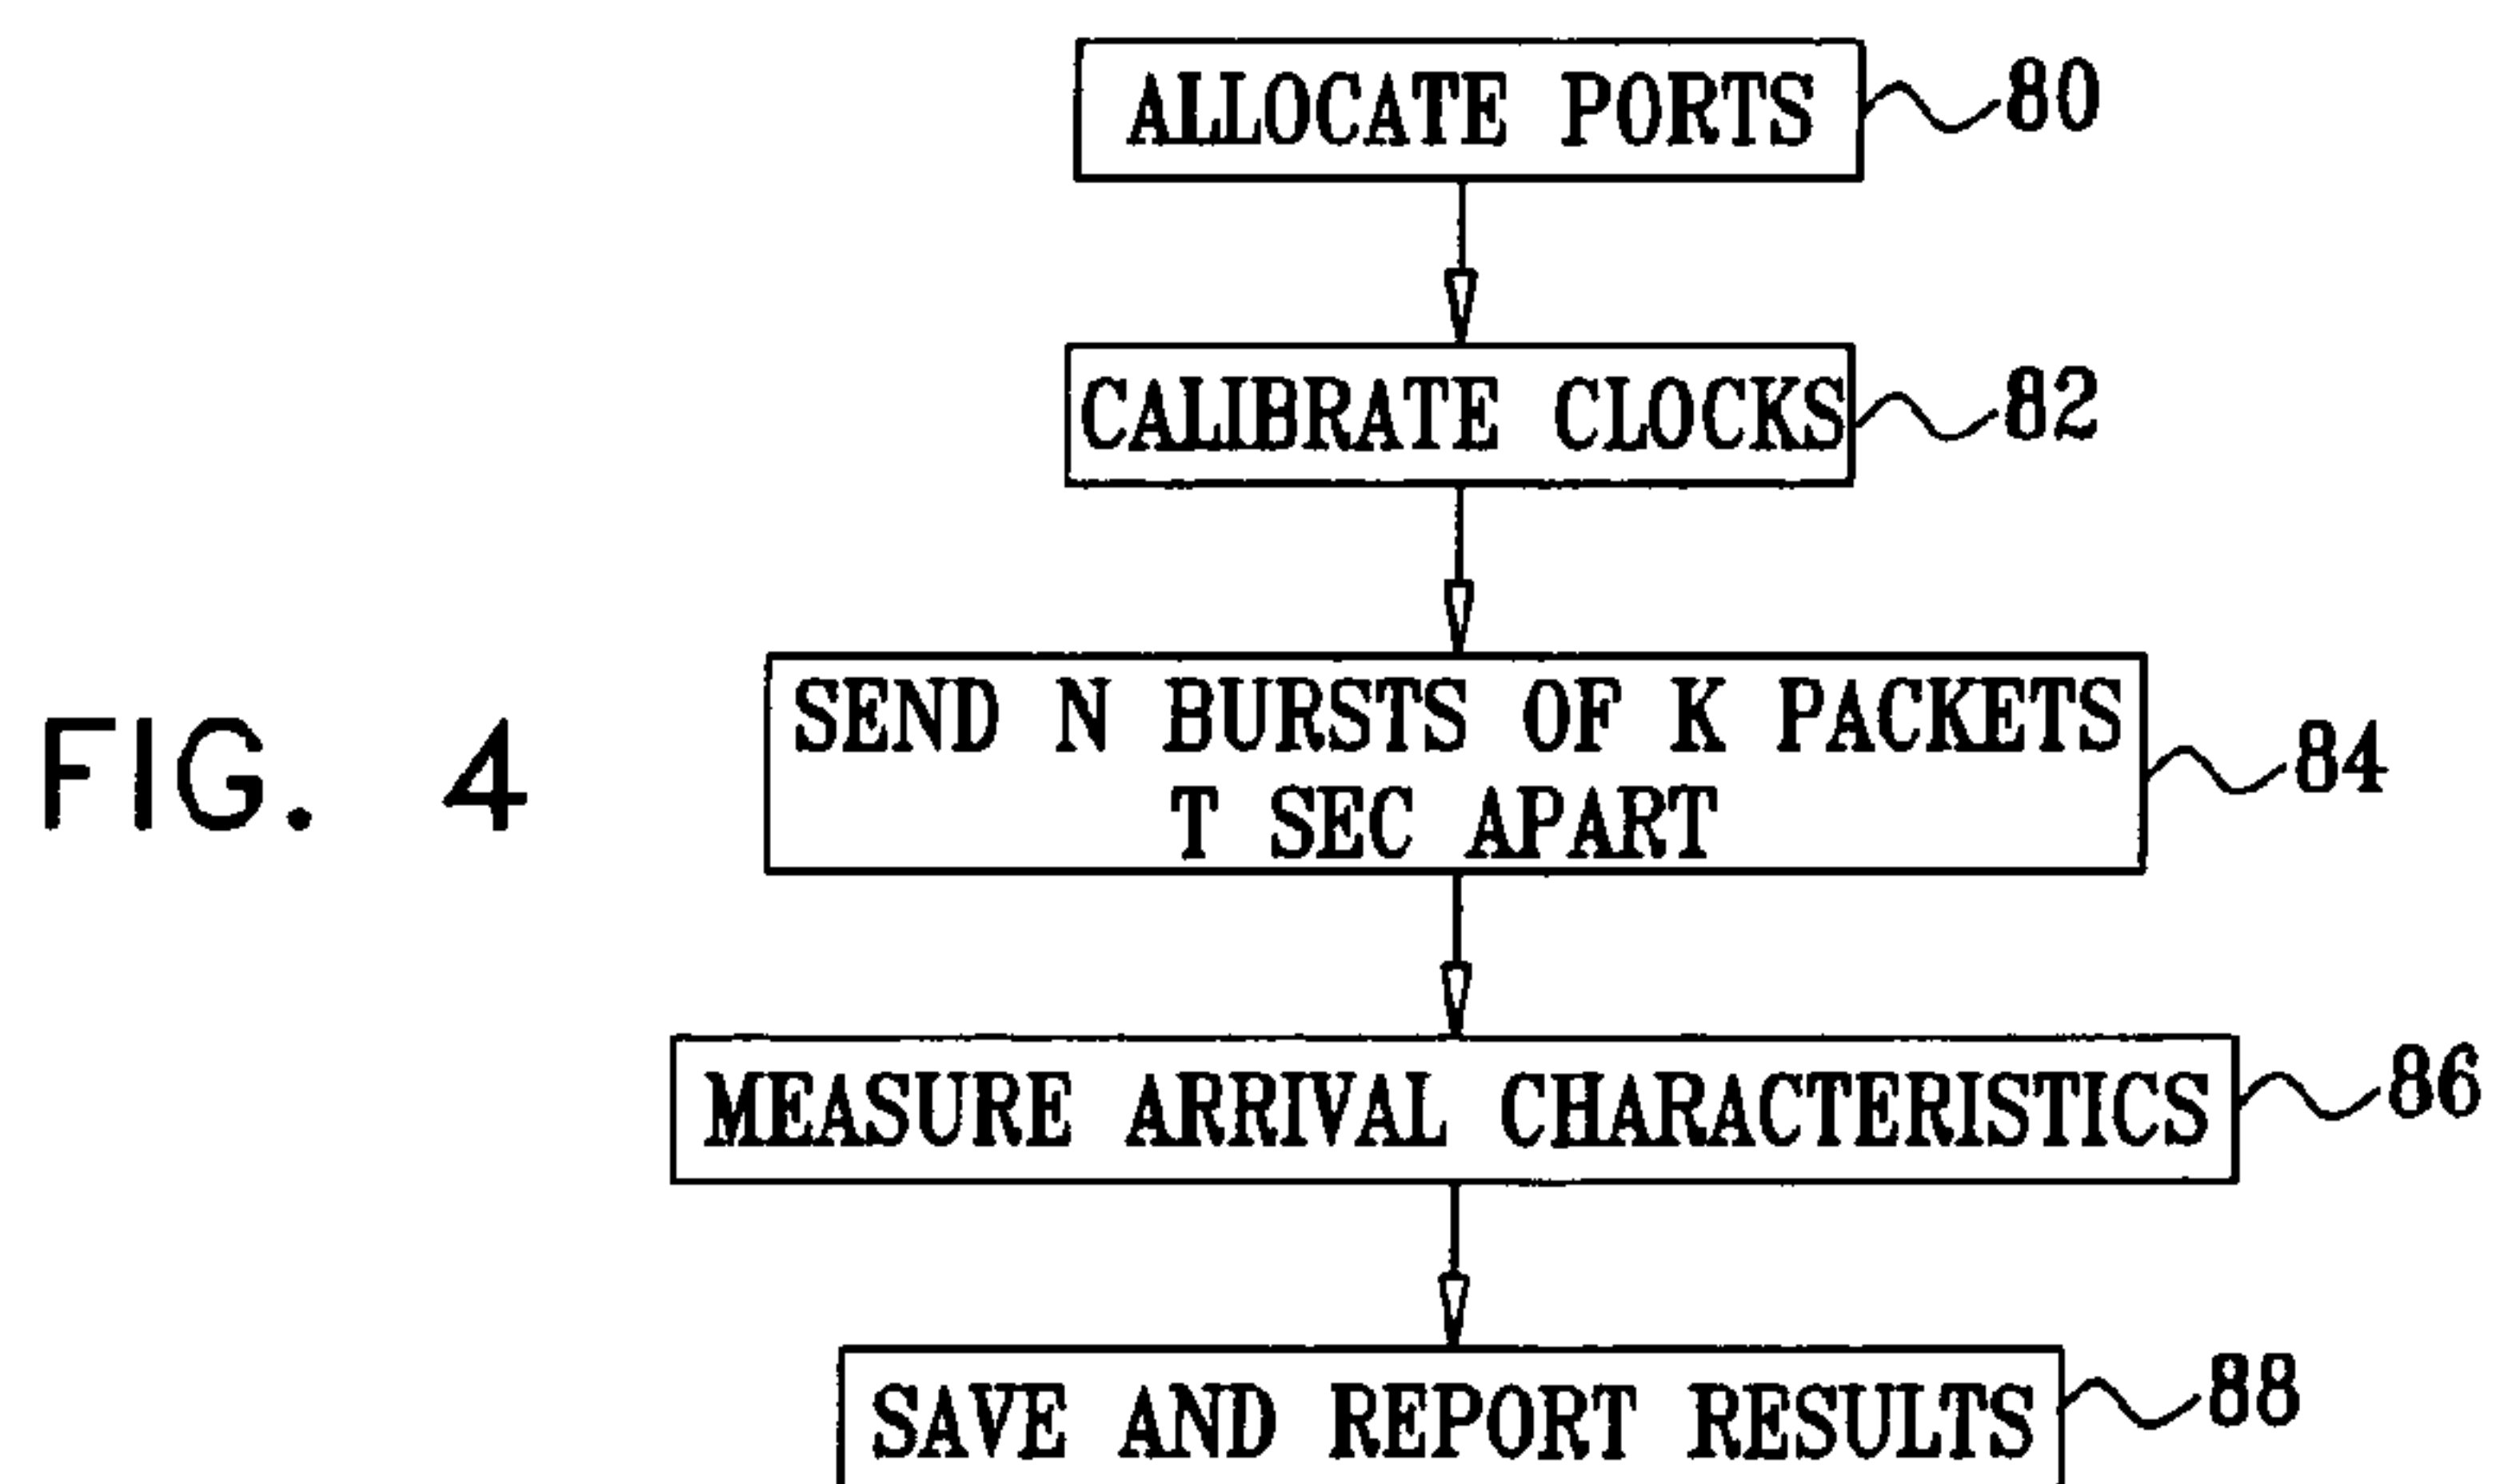 ALLOCATE PORTS 80
CALIBRATE CLOCKS 82
SEND N BURSTS OF K PACKETS
T SEC APART
84
FIG. 4
MEASURE ARRIVAL CHARACTERISTICS 86
SAVE AND REPORT RESULTS 88